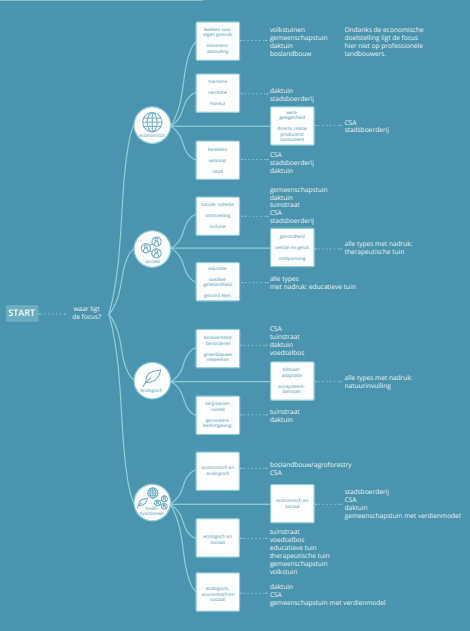 START
waar ligt
de focus?
economisch
kweken voor
eigen gebruik
informele
aanvulling
volkstuinen
gemeenschapstuin
daktuin
boslandbouw
Ondanks de economische
doelstelling ligt de focus
hier niet op professionele
landbouwers.
toerisme
recreatie
horeca
daktuin
stadsboerderij
werk-
gelegenheid
directe relatie
producent/
consument
CSA
stadsboerderij
bereiden
verkoop
retail
CSA
stadsboerderij
daktuin
sociaal
sociale cohesie
ontmoeting
inclusie
gemeenschapstuin
daktuin
tuinstraat
CSA
stadsboerderij
gezondheid
welzijn en geluk
ontspanning
alle types met nadruk:
therapeutische tuin
educatie
voedsel-
geletterdheid
gezond eten
alle types
met nadruk: educatieve tuin
ecologisch
biodiversiteit
bevorderen
groenblauwe
netwerken
CSA
tuinstraat
daktuin
voedselbos
klimaat
adaptatie
ecosysteem-
diensten
alle types met nadruk:
natuurinvulling
vergroenen
ruimte
gezondere
leefomgeving
tuinstraat
daktuin
multi-
functioneel
economisch en
ecologisch
boslandbouw/agroforestry
CSA
economisch en
sociaal
stadsboerderij
CSA
daktuin
gemeenschapstuin met verdienmodel
ecologisch en
sociaal
tuinstraat
voedselbos
educatieve tuin
therapeutische tuin
gemeenschapstuin
volkstuin
ecologisch,
economisch en
sociaal
daktuin
CSA
gemeenschapstuin met verdienmodel